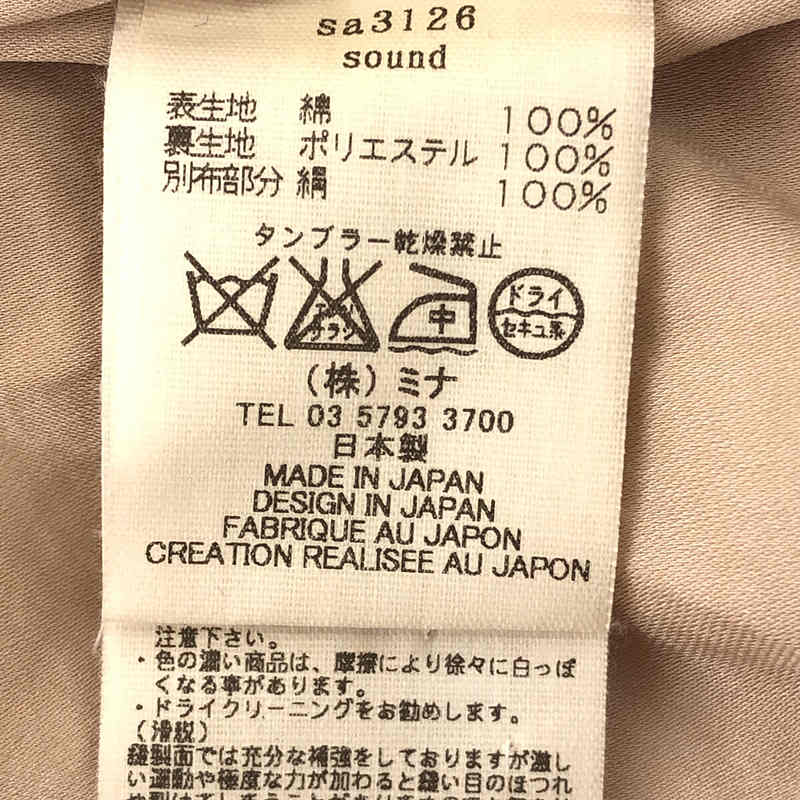 sa3126
sound
表生地 綿 100%
裏生地 ポリエステル 100%
別布部分 絹 100%
タンブラー乾燥禁止
エンソ
サラシ
中
ドライ
セキユ系
(株)ミナ
TEL 03 5793 3700
日本製
MADE IN JAPAN
DESIGN IN JAPAN
FABRIQUE AU JAPON
CREATION REALISEE AU JAPON
注意下さい。
・色の濃い商品は、摩擦により徐々に白っぽ
くなる事があります。
・ドライクリーニングをお勧めします。
(滑脱)
縫製面では充分な補強をしておりますが激し
い運動や極度な力が加わると縫い目のほつれ